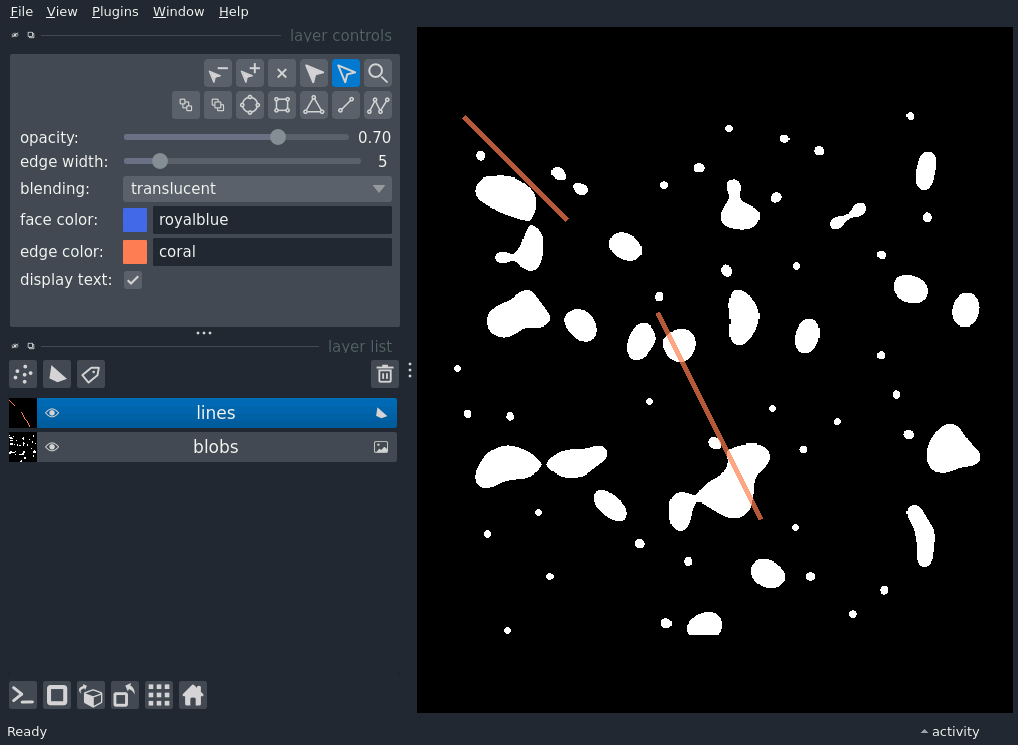 File View Plugins Window Help
layer controls
opacity: 0.70
edge width: 5
blending: translucent
face color: royalblue
edge color: coral
display text:
layer list
lines
blobs
Ready activity